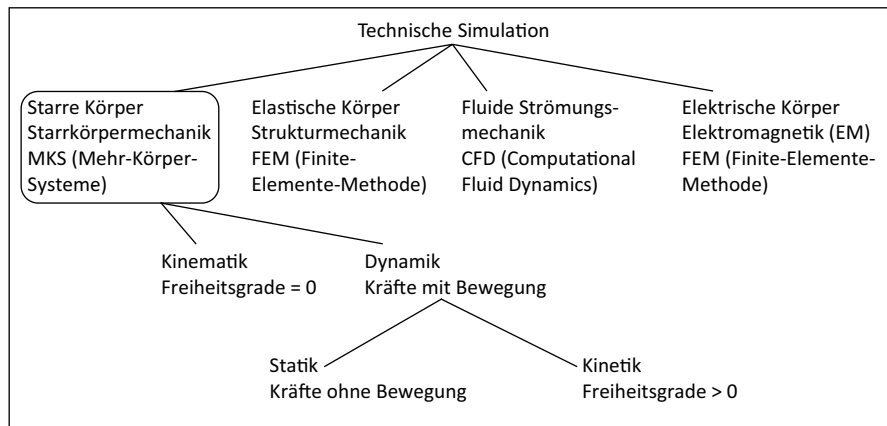 Technische Simulation
Starre Körper
Starrkörpermechanik
MKS (Mehr-Körper-
Systeme)
Elastische Körper
Strukturmechanik
FEM (Finite-
Elemente-Methode)
Fluide Strömungs-
mechanik
CFD (Computational
Fluid Dynamics)
Elektrische Körper
Elektromagnetik (EM)
FEM (Finite-Elemente-
Methode)
Kinematik
Freiheitsgrade = 0
Dynamik
Kräfte mit Bewegung
Statik
Kräfte ohne Bewegung
Kinetik
Freiheitsgrade > 0